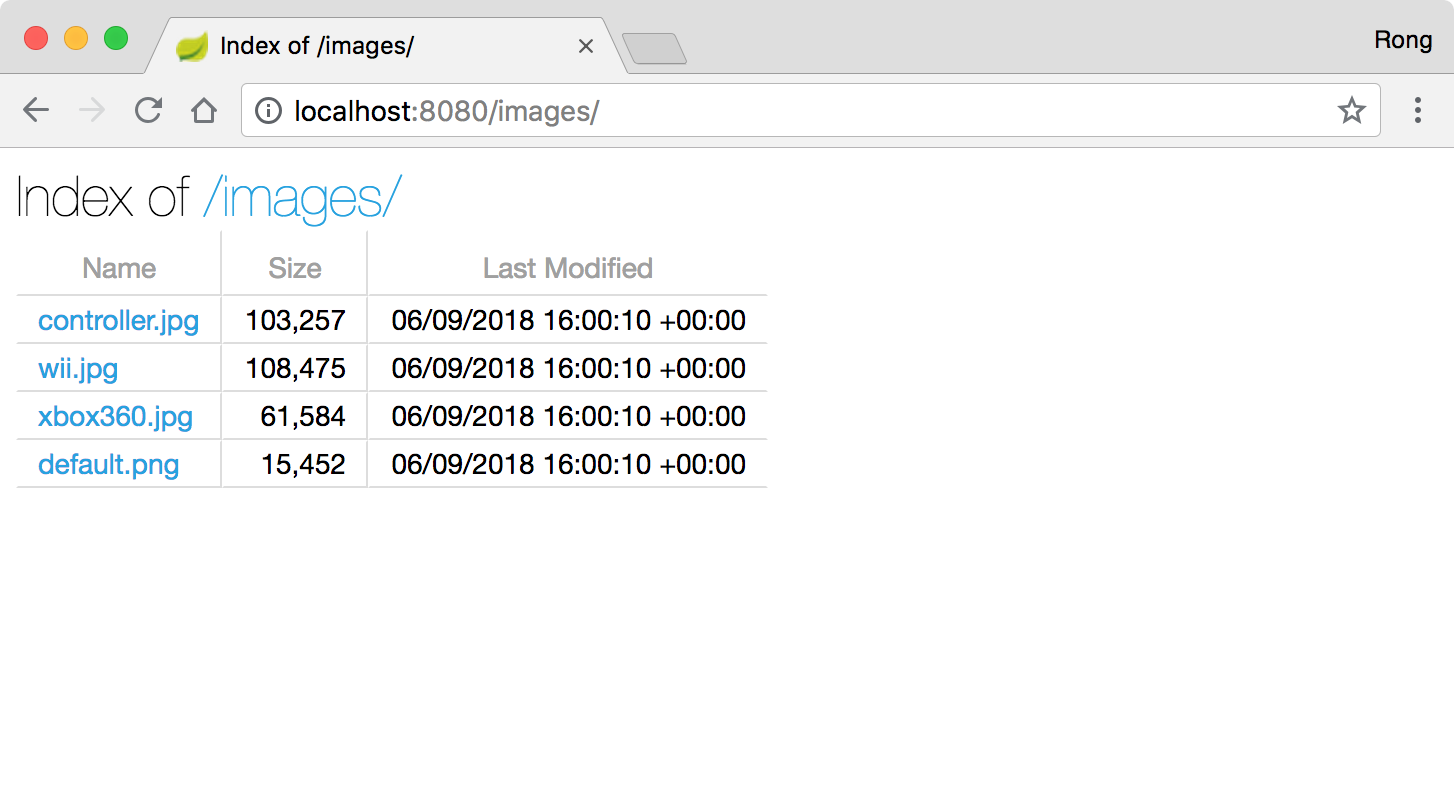 Index of /images/
Rong
localhost:8080/images/
Index of /images/
Name Size Last Modified
controller.jpg 103,257 06/09/2018 16:00:10 +00:00
wii.jpg 108,475 06/09/2018 16:00:10 +00:00
xbox360.jpg 61,584 06/09/2018 16:00:10 +00:00
default.png 15,452 06/09/2018 16:00:10 +00:00